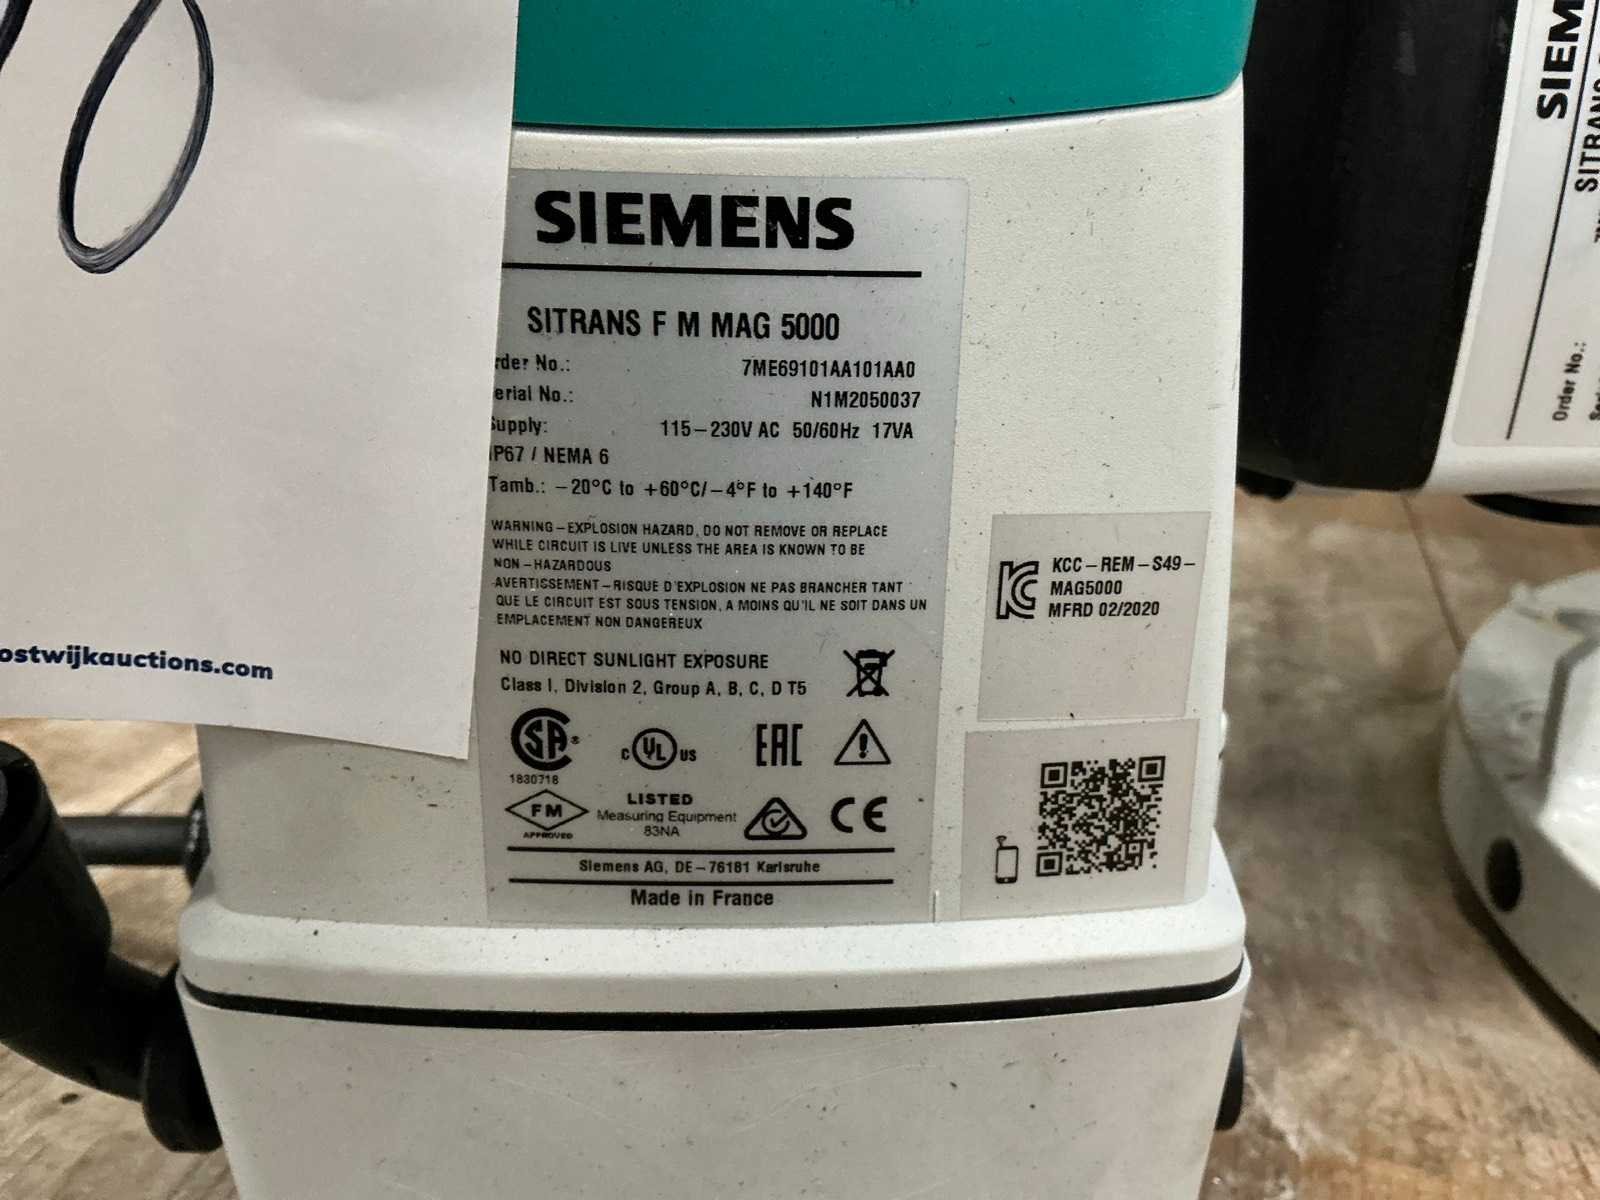 SIEMENS
SITRANS F M MAG 5000
rder No.: 7ME69101AA101AA0
erial No.: N1M2050037
Supply: 115-230V AC 50/60Hz 17VA
IP67 / NEMA 6
Tamb.: -20°C to +60°C/-4°F to +140°F
WARNING-EXPLOSION HAZARD, DO NOT REMOVE OR REPLACE
WHILE CIRCUIT IS LIVE UNLESS THE AREA IS KNOWN TO BE
NON-HAZARDOUS
AVERTISSEMENT-RISQUE D'EXPLOSION NE PAS BRANCHER TANT
QUE LE CIRCUIT EST SOUS TENSION, A MOINS QU'IL NE SOIT DANS UN
EMPLACEMENT NON DANGEREUX
NO DIRECT SUNLIGHT EXPOSURE
Class I, Division 2, Group A, B, C, D T5
SA ®
1830718
C UL US
EAC
FM
APPROVED
LISTED
Measuring Equipment
83NA
CE
Siemens AG, DE-76181 Karlsruhe
Made in France
KCC-REM-S49-
MAG5000
MFRD 02/2020
ostwijkauctions.com
SIEM
SITRANS
Order No.: